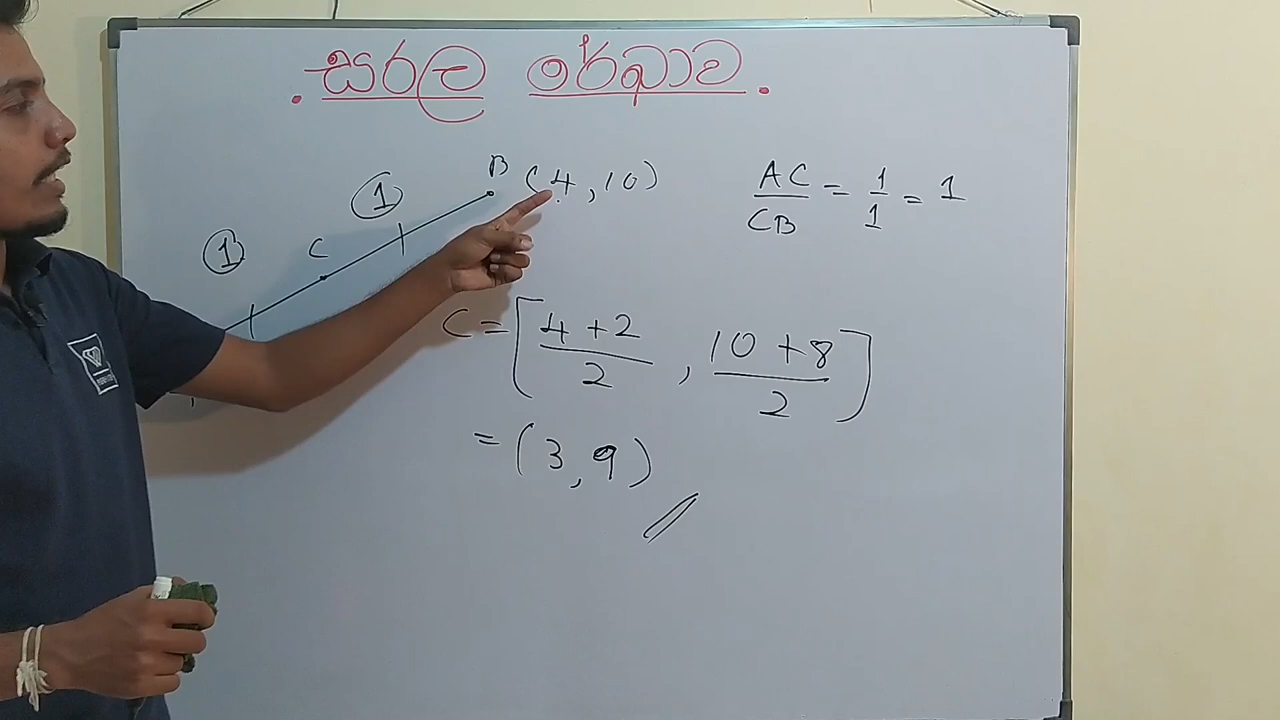 . සරල රේඛාව .
B (4, 10)
AC/CB = 1/1 = 1
①
① C
C = [(4 + 2)/2 , (10 + 8)/2]
= (3, 9)